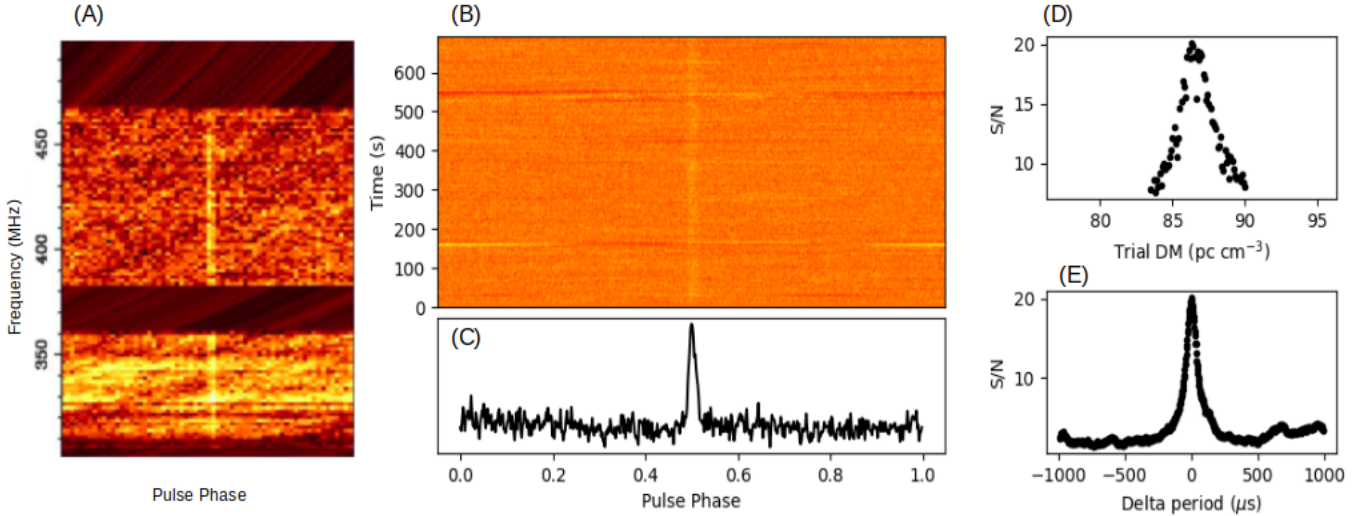 (A)
Frequency (MHz)
450
400
350
Pulse Phase
(B)
Time (s)
600
500
400
300
200
100
0
(C)
0.0 0.2 0.4 0.6 0.8 1.0
Pulse Phase
(D)
S/N
20
15
10
80 85 90 95
Trial DM (pc cm⁻³)
(E)
S/N
20
10
−1000 −500 0 500 1000
Delta period (μs)